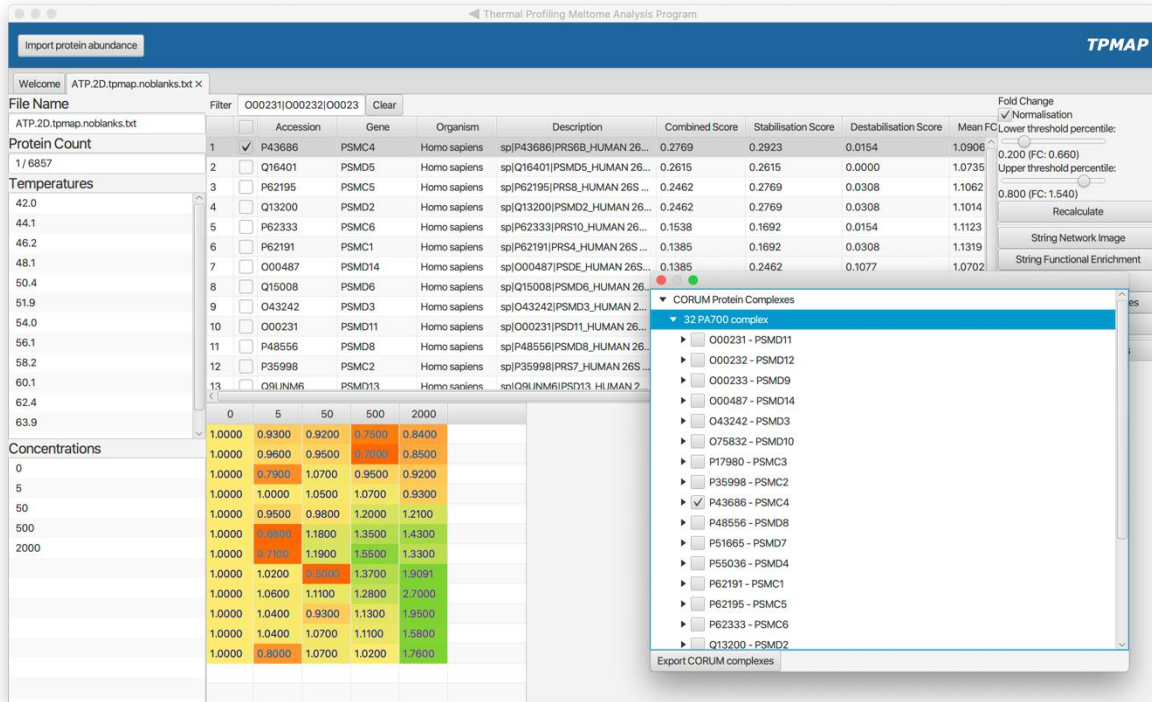 Thermal Profiling Meltome Analysis Program
Import protein abundance
TPMAP
Welcome ATP.2D.tpmap.noblanks.txt ×
File Name
ATP.2D.tpmap.noblanks.txt
Protein Count
1 / 6857
Temperatures
42.0
44.1
46.2
48.1
50.4
51.9
54.0
56.1
58.2
60.1
62.4
63.9
Concentrations
0
5
50
500
2000
Filter O00231|O00232|O0023 Clear
Accession Gene Organism Description Combined Score Stabilisation Score Destabilisation Score Mean FC
1 P43686 PSMC4 Homo sapiens sp|P43686|PRS6B_HUMAN 26... 0.2769 0.2923 0.0154 1.0906
2 Q16401 PSMD5 Homo sapiens sp|Q16401|PSMD5_HUMAN 26... 0.2615 0.2615 0.0000 1.0735
3 P62195 PSMC5 Homo sapiens sp|P62195|PRS8_HUMAN 26S... 0.2462 0.2769 0.0308 1.1062
4 Q13200 PSMD2 Homo sapiens sp|Q13200|PSMD2_HUMAN 26... 0.2462 0.2769 0.0308 1.1014
5 P62333 PSMC6 Homo sapiens sp|P62333|PRS10_HUMAN 26... 0.1538 0.1692 0.0154 1.1123
6 P62191 PSMC1 Homo sapiens sp|P62191|PRS4_HUMAN 26S ... 0.1385 0.1692 0.0308 1.1319
7 O00487 PSMD14 Homo sapiens sp|O00487|PSDE_HUMAN 26S... 0.1385 0.2462 0.1077 1.0702
8 Q15008 PSMD6 Homo sapiens sp|Q15008|PSMD6_HUMAN 26...
9 O43242 PSMD3 Homo sapiens sp|O43242|PSMD3_HUMAN 2...
10 O00231 PSMD11 Homo sapiens sp|O00231|PSD11_HUMAN 26...
11 P48556 PSMD8 Homo sapiens sp|P48556|PSMD8_HUMAN 26...
12 P35998 PSMC2 Homo sapiens sp|P35998|PRS7_HUMAN 26S ...
13 Q9UNM6 PSMD13 Homo sapiens sp|Q9UNM6|PSD13_HUMAN 2...
Fold Change
Normalisation
Lower threshold percentile:
0.200 (FC: 0.660)
Upper threshold percentile:
0.800 (FC: 1.540)
Recalculate
String Network Image
String Functional Enrichment
es
0 5 50 500 2000
1.0000 0.9300 0.9200 0.7500 0.8400
1.0000 0.9600 0.9500 0.7000 0.8500
1.0000 0.7900 1.0700 0.9500 0.9200
1.0000 1.0000 1.0500 1.0700 0.9300
1.0000 0.9500 0.9800 1.2000 1.2100
1.0000 1.1800 1.3500 1.4300
1.0000 0.7100 1.1900 1.5500 1.3300
1.0000 1.0200 1.3700 1.9091
1.0000 1.0600 1.1100 1.2800 2.7000
1.0000 1.0400 0.9300 1.1300 1.9500
1.0000 1.0400 1.0700 1.1100 1.5800
1.0000 0.8000 1.0700 1.0200 1.7600
CORUM Protein Complexes
32 PA700 complex
O00231 - PSMD11
O00232 - PSMD12
O00233 - PSMD9
O00487 - PSMD14
O43242 - PSMD3
O75832 - PSMD10
P17980 - PSMC3
P35998 - PSMC2
P43686 - PSMC4
P48556 - PSMD8
P51665 - PSMD7
P55036 - PSMD4
P62191 - PSMC1
P62195 - PSMC5
P62333 - PSMC6
Q13200 - PSMD2
Export CORUM complexes